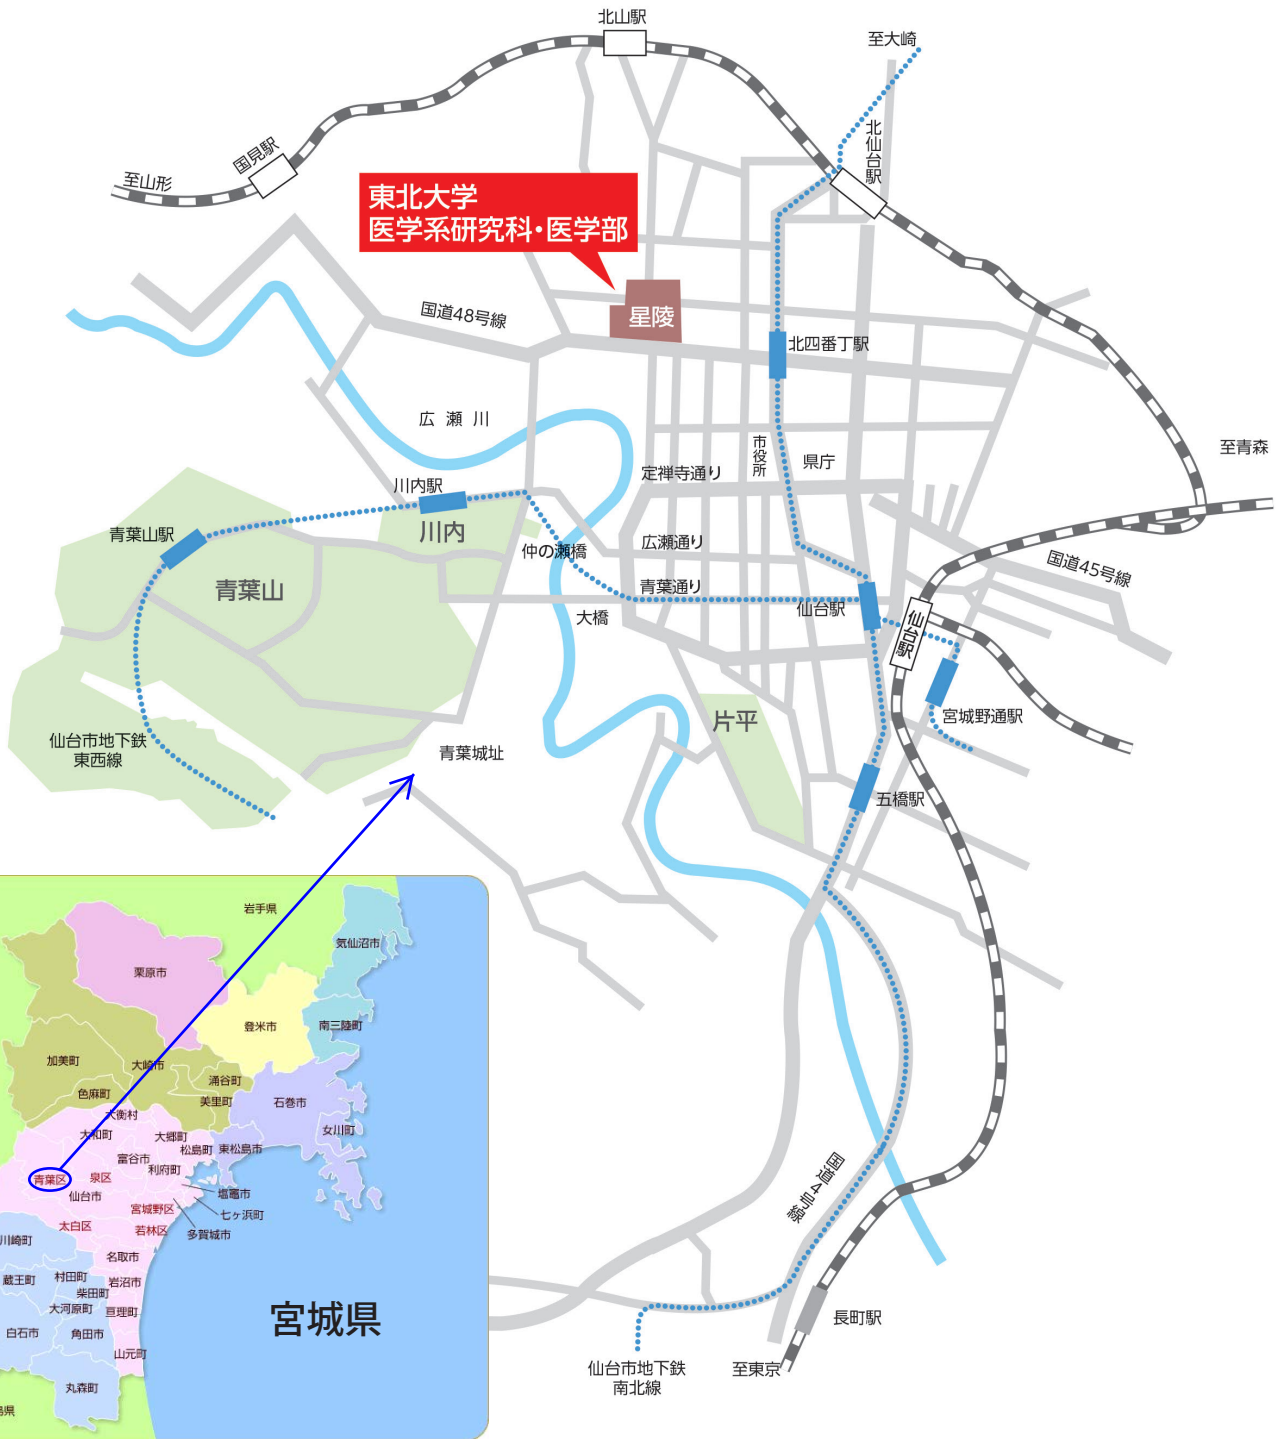 北山駅
至大崎
北仙台駅
国見駅
至山形
東北大学
医学系研究科・医学部
国道48号線
星陵
北四番丁駅
広瀬川
市役所
県庁
至青森
定禅寺通り
川内駅
川内
青葉山駅
仲の瀬橋
広瀬通り
国道45号線
青葉山
青葉通り
大橋
仙台駅
仙台駅
片平
宮城野通駅
仙台市地下鉄
東西線
青葉城址
五橋駅
岩手県
気仙沼市
栗原市
登米市
南三陸町
加美町
大崎市
涌谷町
色麻町
美里町
石巻市
大衡村
女川町
大和町
大郷町
松島町
東松島市
富谷市
利府町
青葉区
泉区
塩竈市
仙台市
宮城野区
七ヶ浜町
太白区
若林区
多賀城市
川崎町
名取市
蔵王町
村田町
岩沼市
柴田町
大河原町
亘理町
白石市
角田市
山元町
丸森町
島県
宮城県
国道4号線
長町駅
仙台市地下鉄
南北線
至東京